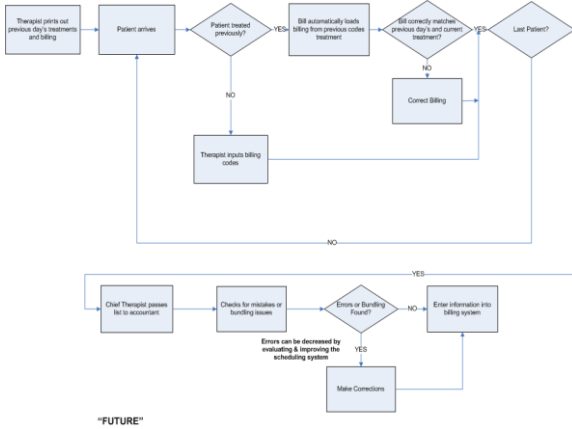 Therapist prints out
previous day's treatments
and billing
Patient arrives
Patient treated
previously?
YES
Bill automatically loads
billing from previous codes
treatment
Bill correctly matches
previous day's and current
treatment?
YES
Last Patient?
NO
Correct Billing
NO
Therapist inputs billing
codes
NO
YES
Chief Therapist passes
list to accountant
Checks for mistakes or
bundling issues
Errors or Bundling
Found?
NO
Enter information into
billing system
Errors can be decreased by
evaluating & improving the
scheduling system
YES
Make Corrections
"FUTURE"